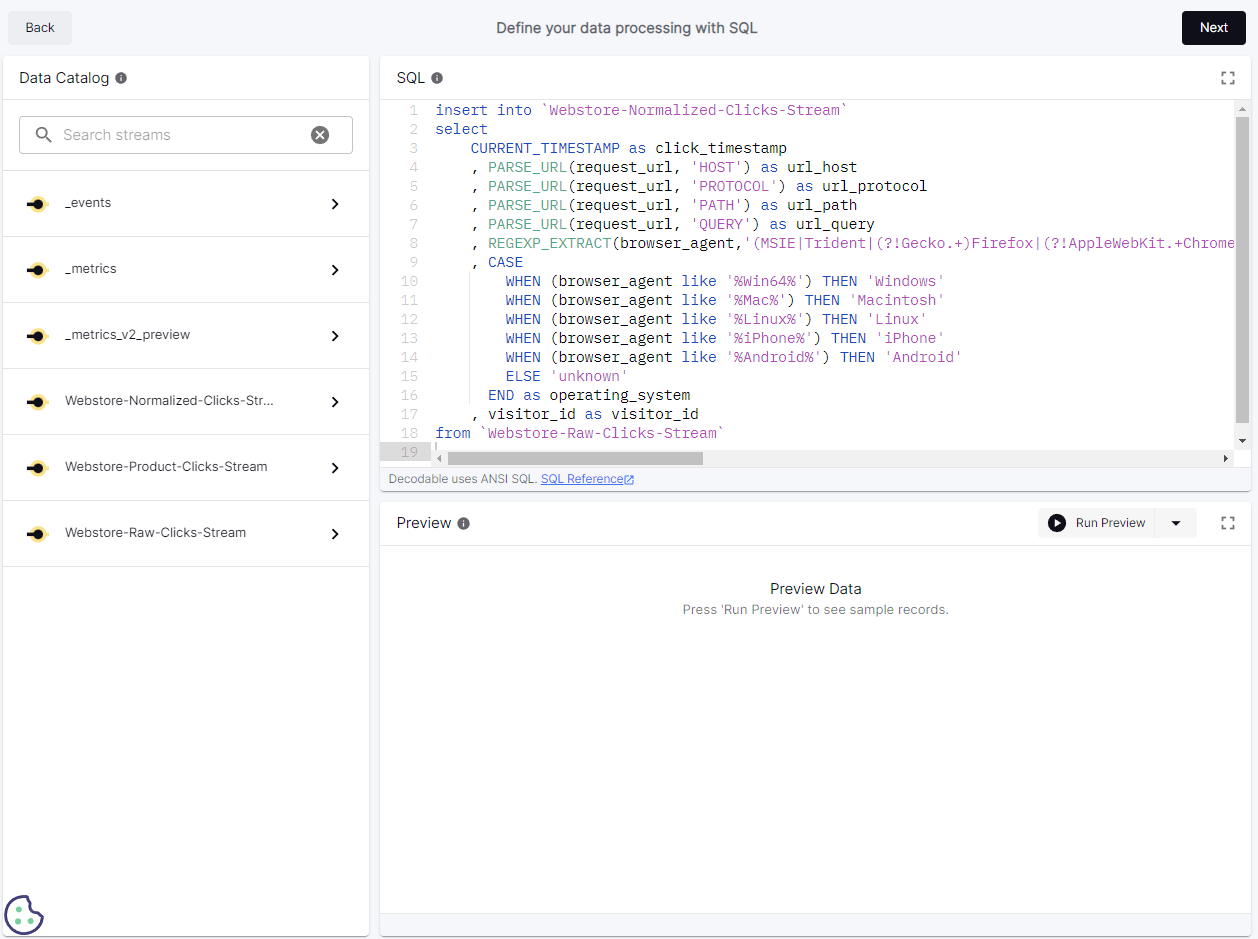 Back
Define your data processing with SQL
Next
Data Catalog
Search streams
_events
_metrics
_metrics_v2_preview
Webstore-Normalized-Clicks-Str...
Webstore-Product-Clicks-Stream
Webstore-Raw-Clicks-Stream
SQL
1 insert into `Webstore-Normalized-Clicks-Stream`
2 select
3 CURRENT_TIMESTAMP as click_timestamp
4 , PARSE_URL(request_url, 'HOST') as url_host
5 , PARSE_URL(request_url, 'PROTOCOL') as url_protocol
6 , PARSE_URL(request_url, 'PATH') as url_path
7 , PARSE_URL(request_url, 'QUERY') as url_query
8 , REGEXP_EXTRACT(browser_agent,'(MSIE|Trident|(?!Gecko.+)Firefox|(?!AppleWebKit.+Chrome
9 , CASE
10 WHEN (browser_agent like '%Win64%') THEN 'Windows'
11 WHEN (browser_agent like '%Mac%') THEN 'Macintosh'
12 WHEN (browser_agent like '%Linux%') THEN 'Linux'
13 WHEN (browser_agent like '%iPhone%') THEN 'iPhone'
14 WHEN (browser_agent like '%Android%') THEN 'Android'
15 ELSE 'unknown'
16 END as operating_system
17 , visitor_id as visitor_id
18 from `Webstore-Raw-Clicks-Stream`
19
Decodable uses ANSI SQL. SQL Reference
Preview
Run Preview
Preview Data
Press 'Run Preview' to see sample records.